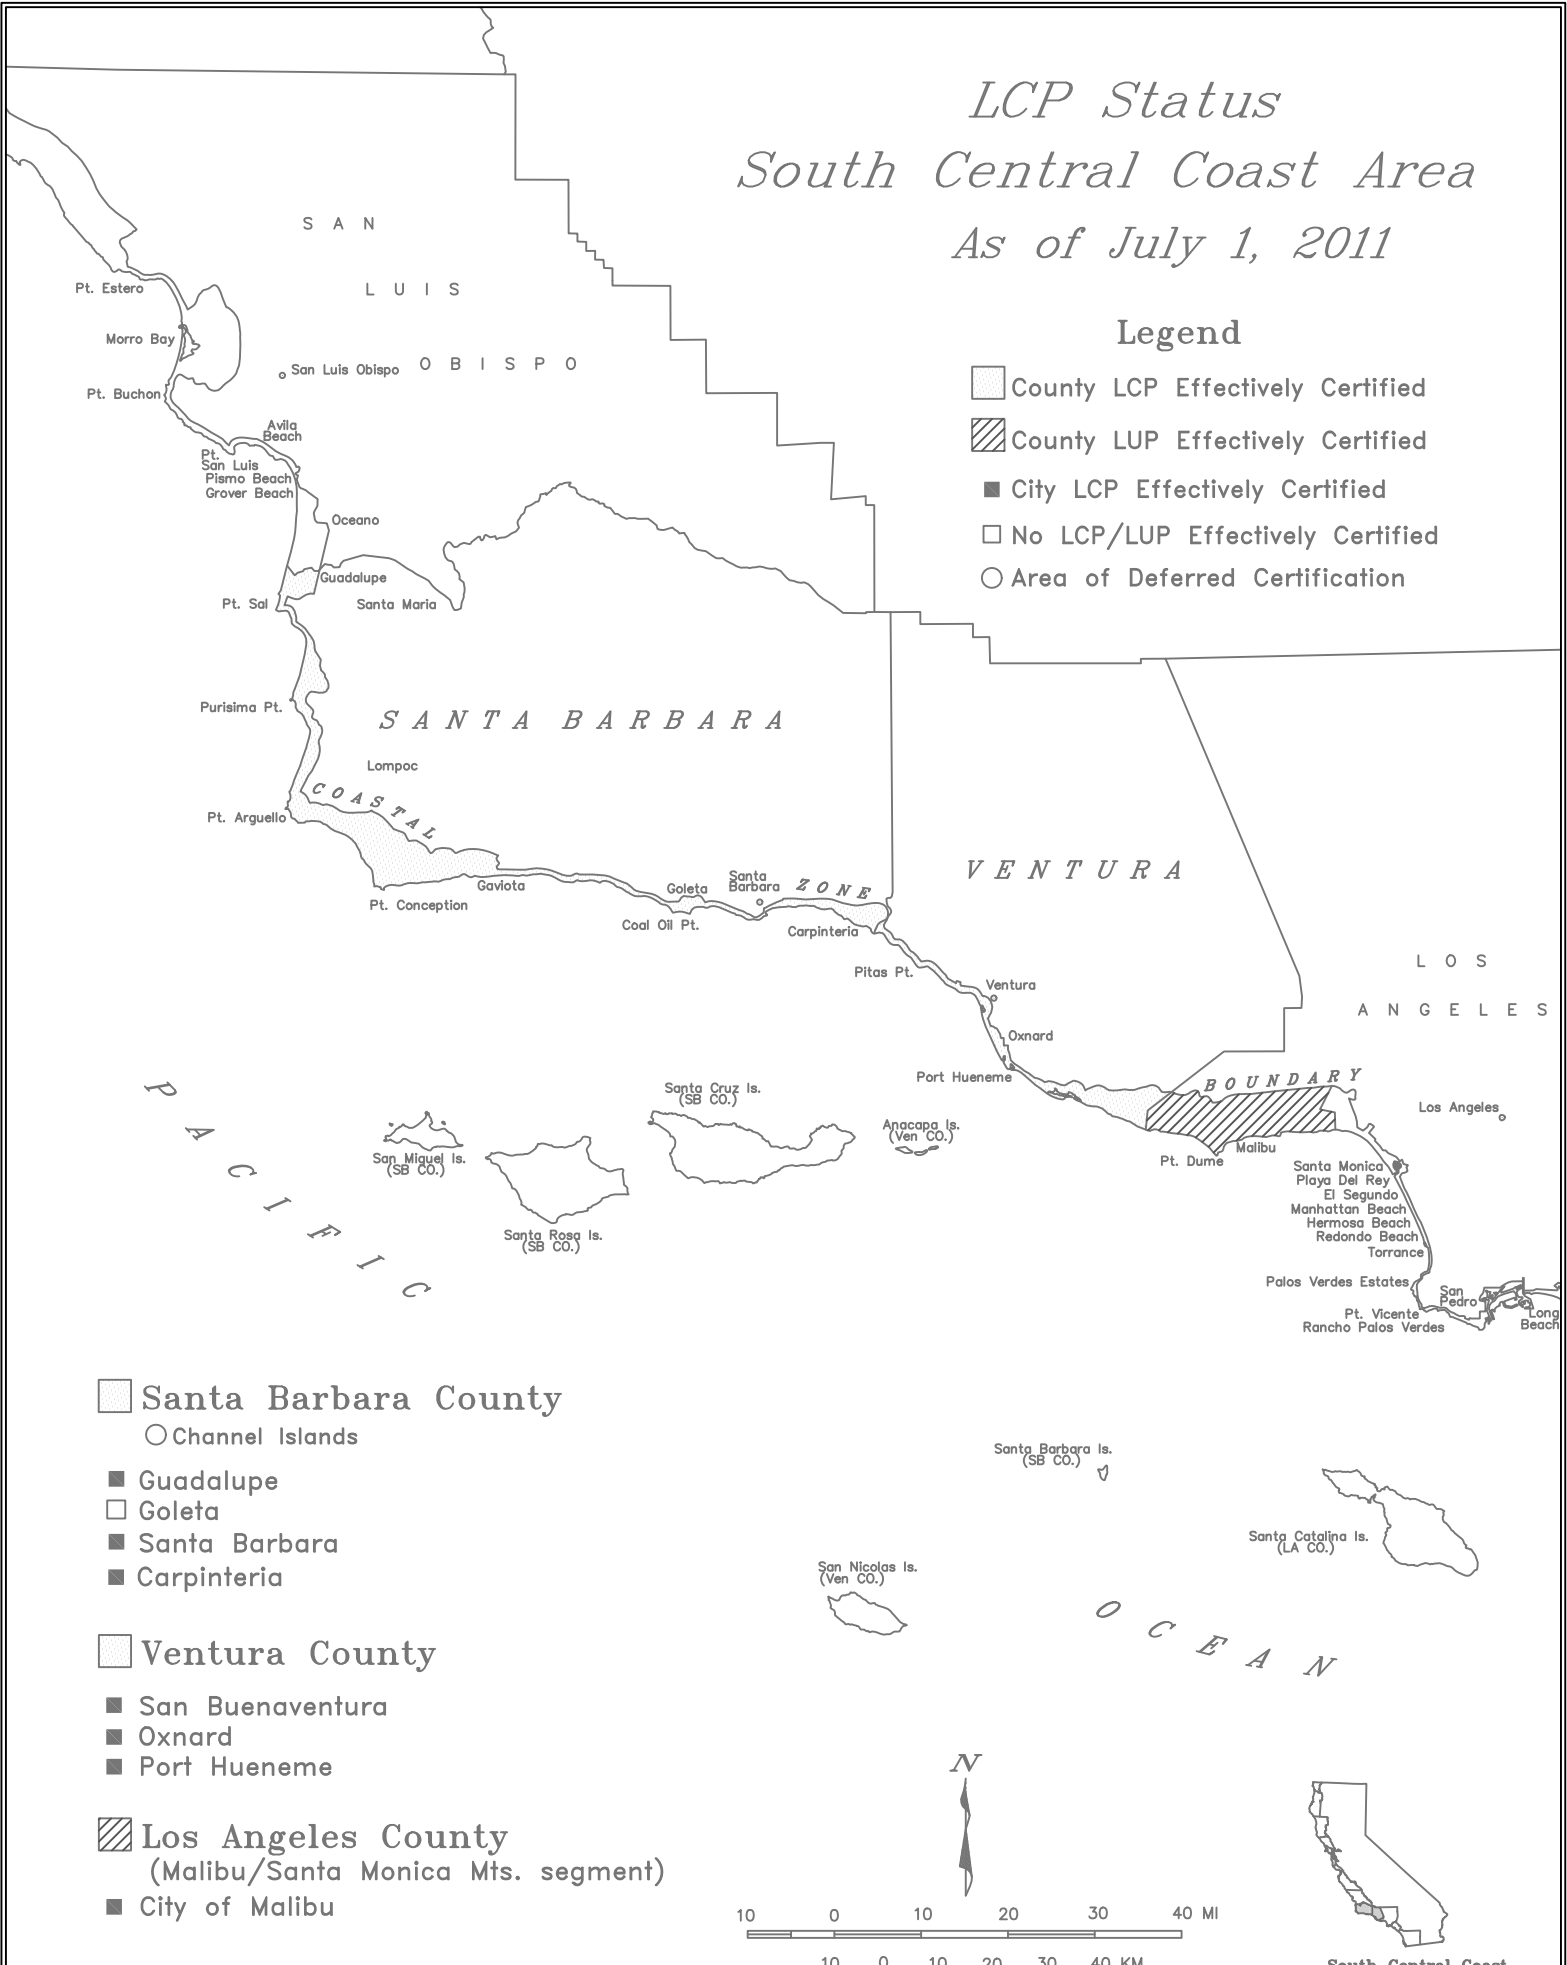 LCP Status
South Central Coast Area
As of July 1, 2011
Legend
County LCP Effectively Certified
County LUP Effectively Certified
City LCP Effectively Certified
No LCP/LUP Effectively Certified
Area of Deferred Certification
SAN
LUIS
OBISPO
Pt. Estero
Morro Bay
San Luis Obispo
Pt. Buchon
Avila
Beach
Pt.
San Luis
Pismo Beach
Grover Beach
Oceano
Guadalupe
Pt. Sal
Santa Maria
Purisima Pt.
SANTA BARBARA
Lompoc
COASTAL
Pt. Arguello
Gaviota
Pt. Conception
Goleta
Coal Oil Pt.
Santa
Barbara
ZONE
Carpinteria
VENTURA
Pitas Pt.
Ventura
Oxnard
Port Hueneme
LOS
ANGELES
BOUNDARY
Los Angeles
Malibu
Pt. Dume
Santa Monica
Playa Del Rey
El Segundo
Manhattan Beach
Hermosa Beach
Redondo Beach
Torrance
Palos Verdes Estates
San
Pedro
Pt. Vicente
Rancho Palos Verdes
Long
Beach
PACIFIC
San Miguel Is.
(SB CO.)
Santa Rosa Is.
(SB CO.)
Santa Cruz Is.
(SB CO.)
Anacapa Is.
(Ven CO.)
Santa Barbara Is.
(SB CO.)
Santa Catalina Is.
(LA CO.)
San Nicolas Is.
(Ven CO.)
OCEAN
Santa Barbara County
Channel Islands
Guadalupe
Goleta
Santa Barbara
Carpinteria
Ventura County
San Buenaventura
Oxnard
Port Hueneme
Los Angeles County
(Malibu/Santa Monica Mts. segment)
City of Malibu
N
10 0 10 20 30 40 MI
10 0 10 20 30 40 KM
South Central Coast